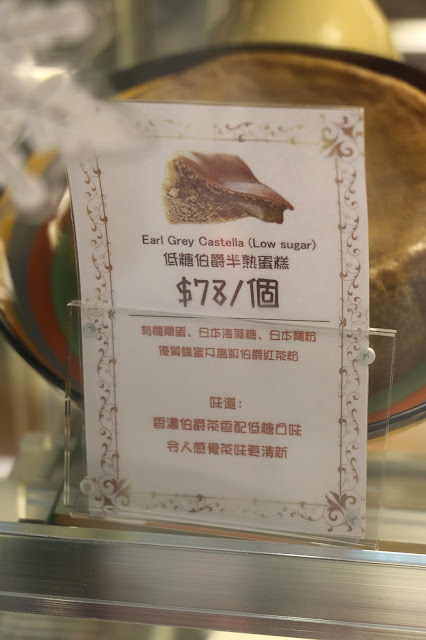 Earl Grey Castella (Low sugar)
低糖伯爵半熟蛋糕
$78/個
有機雞蛋、日本海藻糖、日本麵粉
優質蜂蜜及高級伯爵紅茶粉
味道：
香濃伯爵茶香配低糖口味
令人感覺茶味更清新